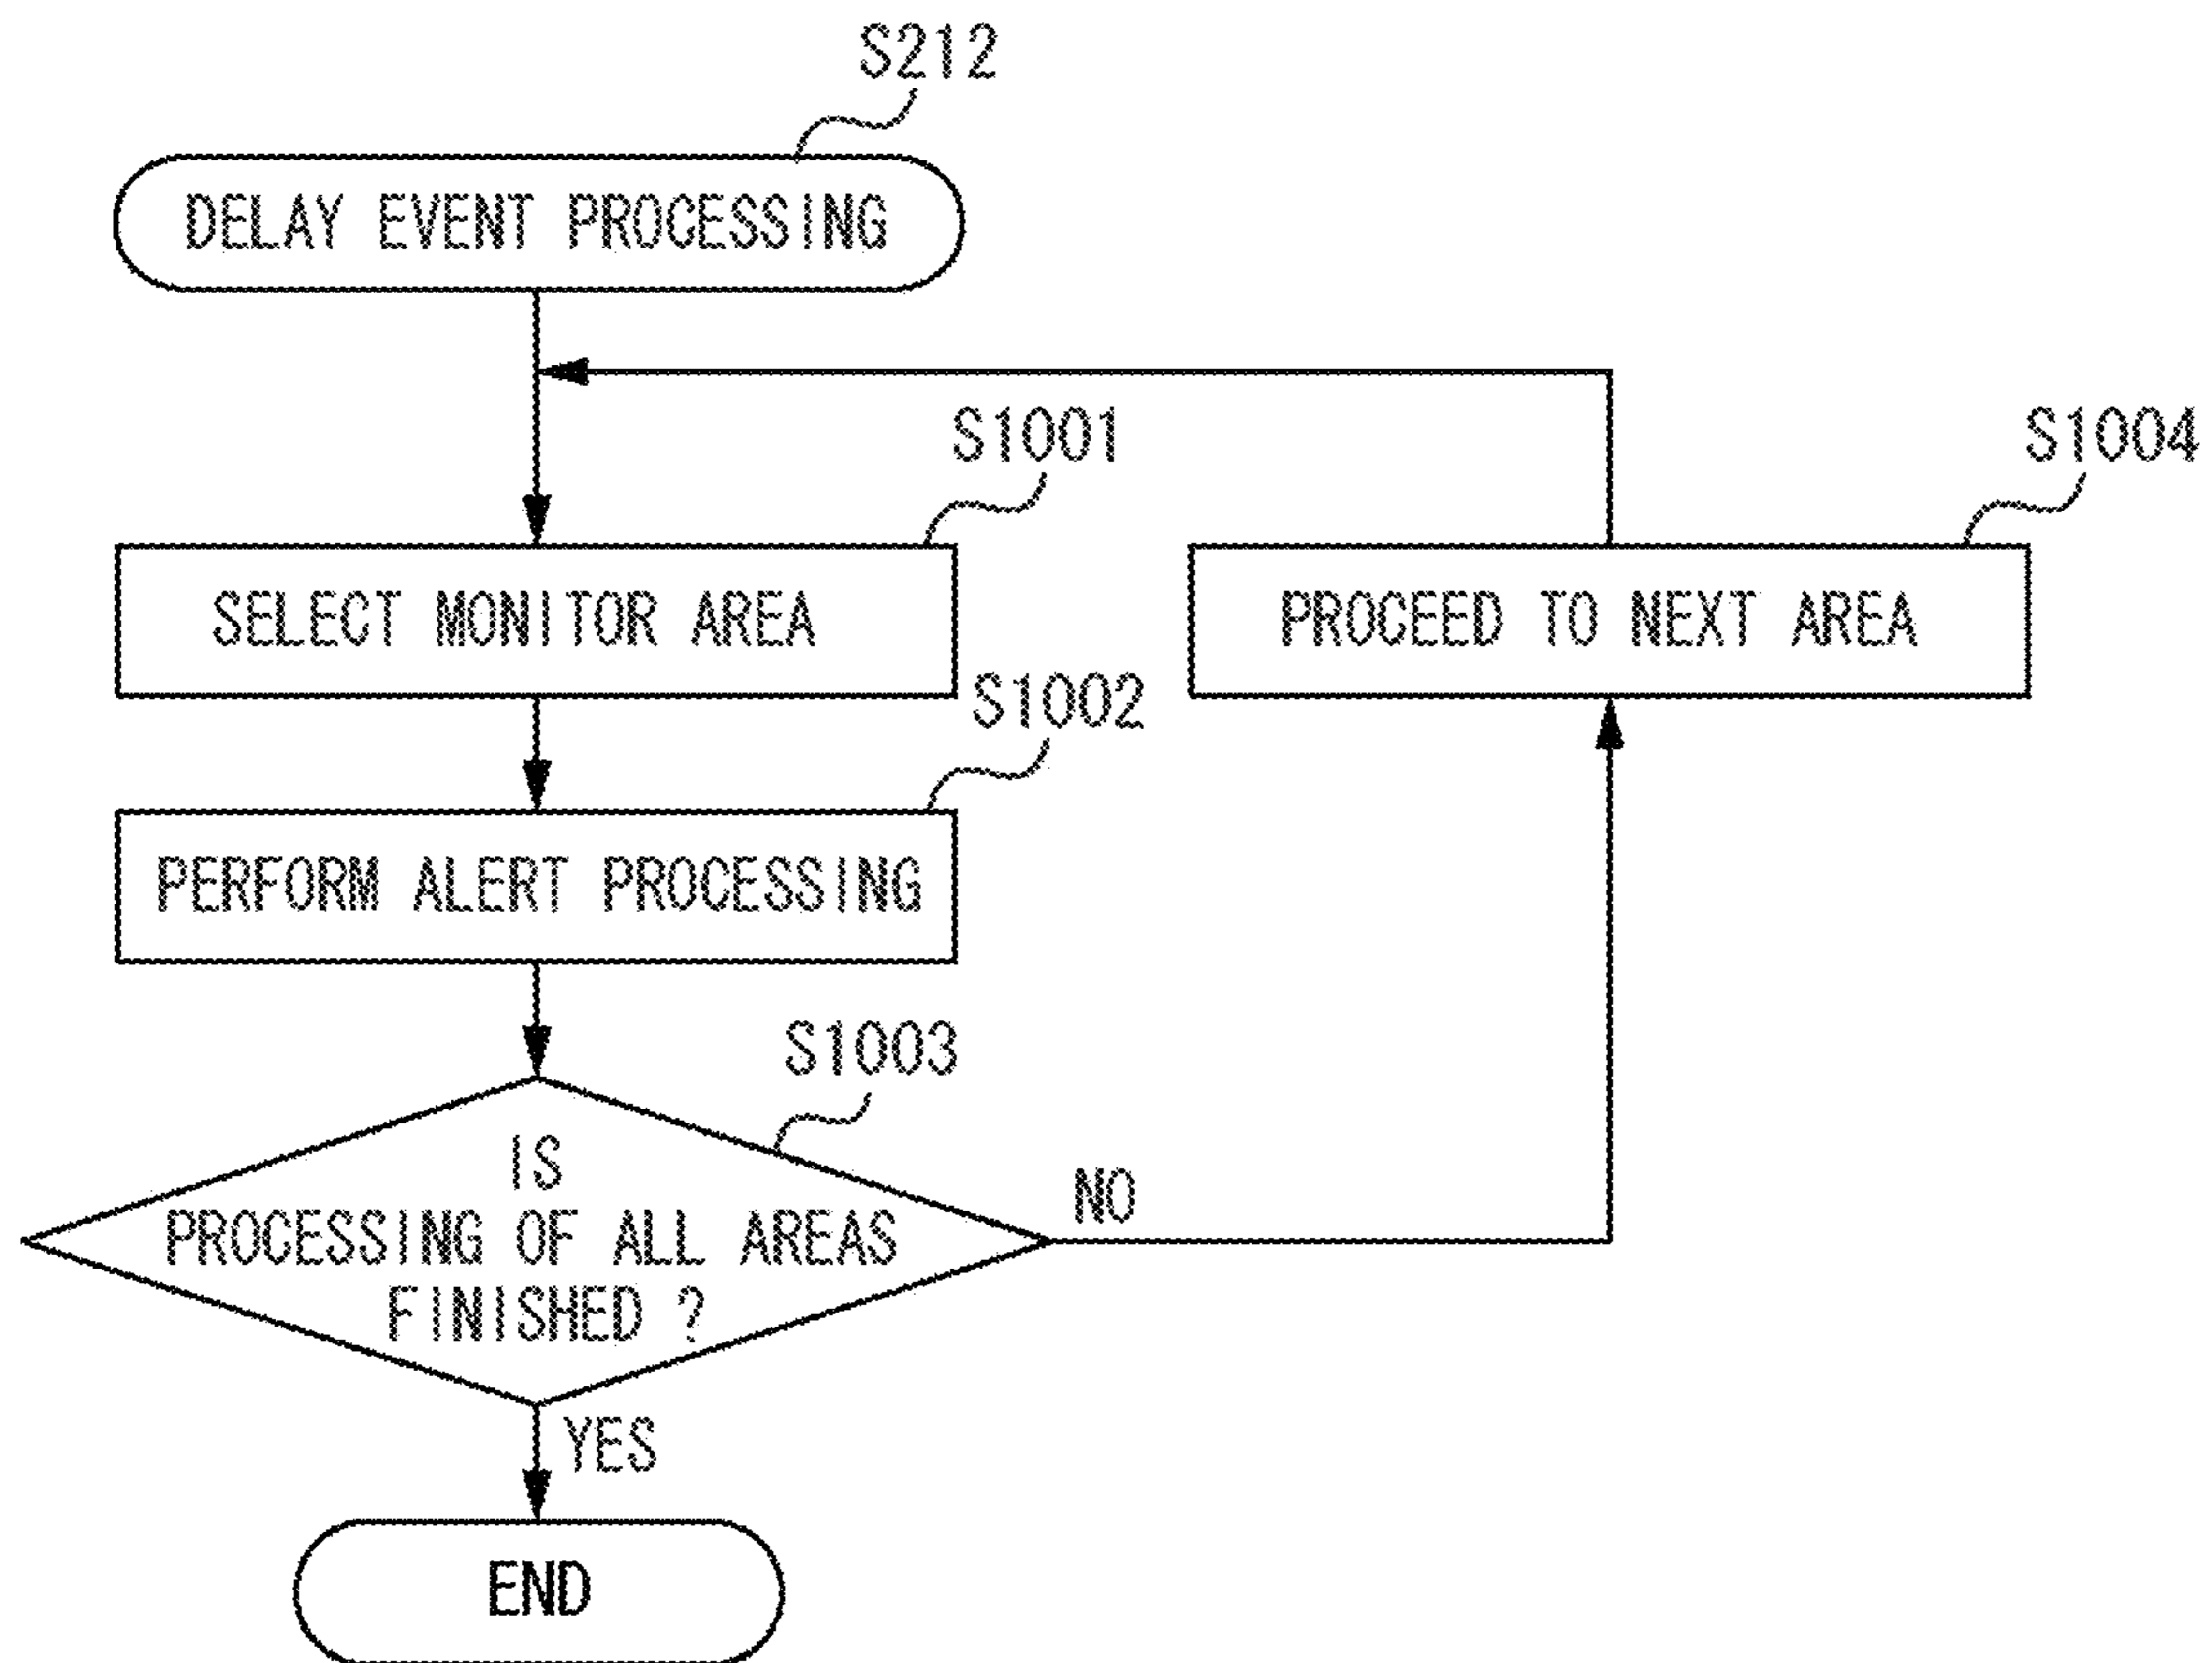 S212
DELAY EVENT PROCESSING
S1001
S1004
SELECT MONITOR AREA
PROCEED TO NEXT AREA
S1002
PERFORM ALERT PROCESSING
S1003
IS
PROCESSING OF ALL AREAS
FINISHED ?
NO
YES
END